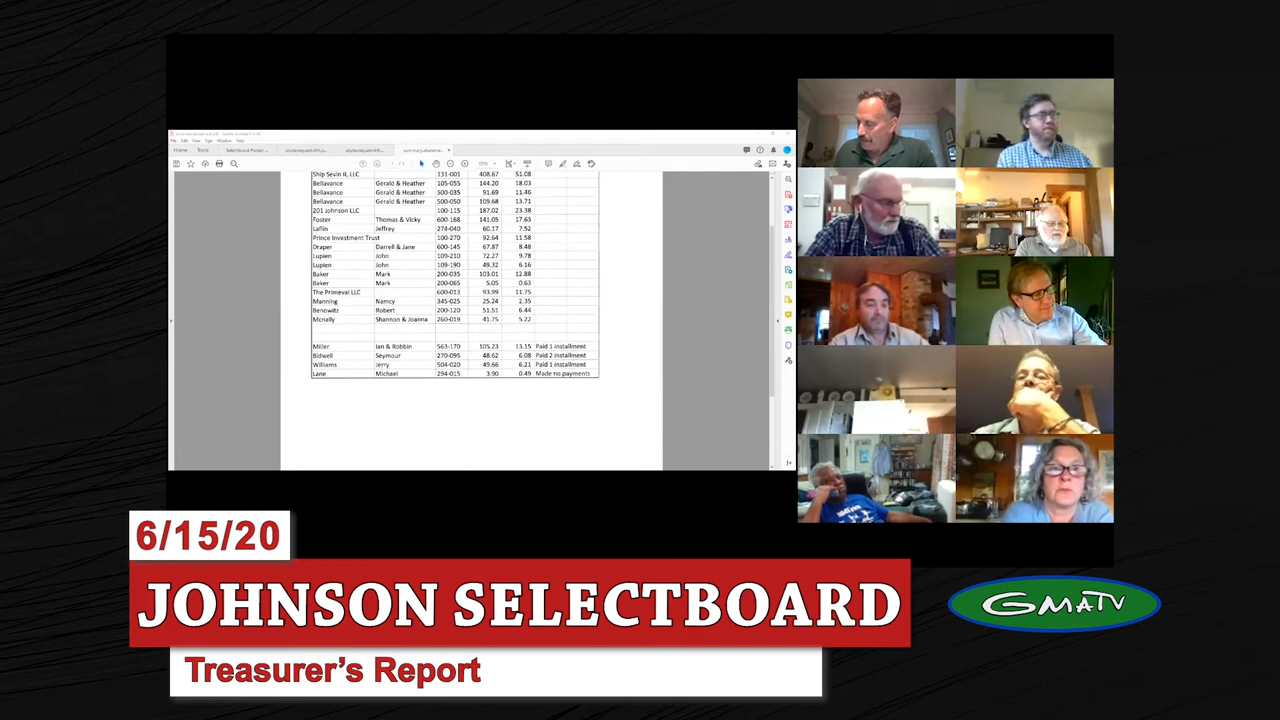 Home Tools
Ship Sevin II, LLC 131-001 408.67 51.08
Bellavance Gerald & Heather 105-055 144.20 18.03
Bellavance Gerald & Heather 500-035 91.69 11.46
Bellavance Gerald & Heather 500-050 109.68 13.71
201 Johnson LLC 100-115 187.02 23.38
Foster Thomas & Vicky 600-168 141.05 17.63
Laflin Jeffrey 274-040 60.17 7.52
Prince Investment Trust 100-270 92.64 11.58
Draper Darrell & Jane 600-145 67.87 8.48
Lupien John 109-210 72.27 9.78
Lupien John 109-190 49.32 6.16
Baker Mark 200-035 103.01 12.88
Baker Mark 200-065 5.05 0.63
The Primeval LLC 600-013 93.99 11.75
Manning Namcy 345-025 25.24 2.35
Benowitz Robert 200-120 51.51 6.44
Mcnally Shannon & Joanna 260-019 41.75 5.22
Miller Ian & Robbin 563-170 105.23 13.15 Paid 1 installment
Bidwell Seymour 270-095 48.62 6.08 Paid 2 installment
Williams Jerry 504-020 49.66 6.21 Paid 1 installment
Lane Michael 294-015 3.90 0.49 Made no payments
6/15/20
JOHNSON SELECTBOARD
GMATV
Treasurer's Report